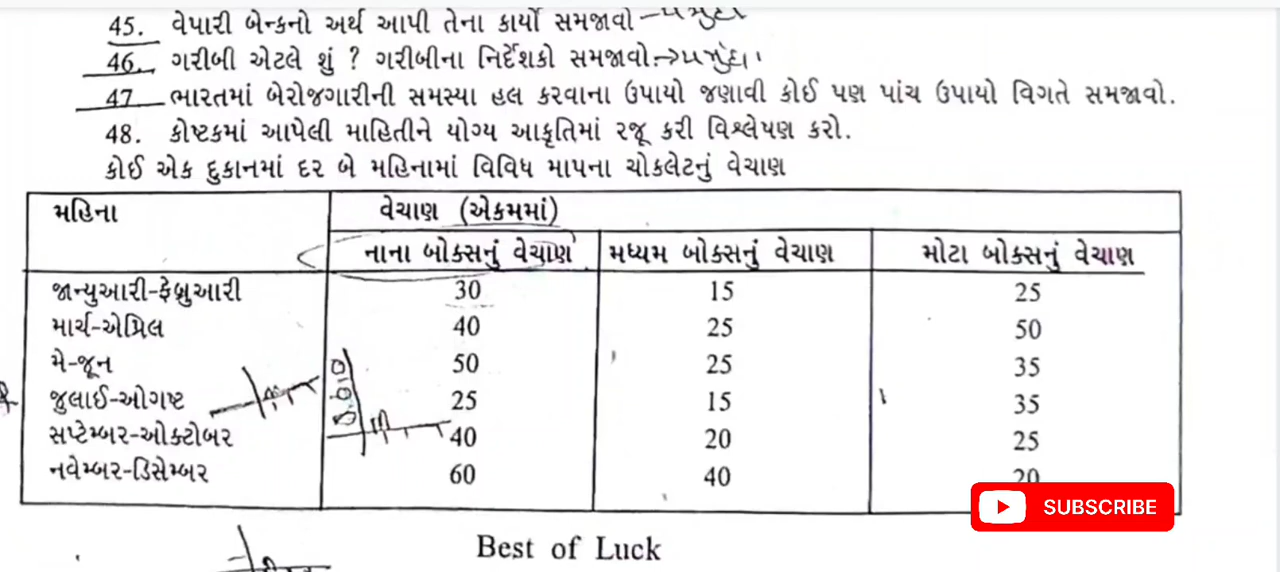 45. વેપારી બેન્કનો અર્થ આપી તેના કાર્યો સમજાવો
46. ગરીબી એટલે શું ? ગરીબીના નિર્દેશકો સમજાવો.
47 ભારતમાં બેરોજગારીની સમસ્યા હલ કરવાના ઉપાયો જણાવી કોઈ પણ પાંચ ઉપાયો વિગતે સમજાવો.
48. કોષ્ટકમાં આપેલી માહિતીને યોગ્ય આકૃતિમાં રજૂ કરી વિશ્લેષણ કરો.
કોઈ એક દુકાનમાં દર બે મહિનામાં વિવિધ માપના ચોકલેટનું વેચાણ
મહિના વેચાણ (એકમમાં)
નાના બોક્સનું વેચાણ મધ્યમ બોક્સનું વેચાણ મોટા બોક્સનું વેચાણ
જાન્યુઆરી-ફેબ્રુઆરી 30 15 25
માર્ચ-એપ્રિલ 40 25 50
મે-જૂન 50 25 35
જુલાઈ-ઓગષ્ટ 25 15 35
સપ્ટેમ્બર-ઓક્ટોબર 40 20 25
નવેમ્બર-ડિસેમ્બર 60 40 20
SUBSCRIBE
Best of Luck